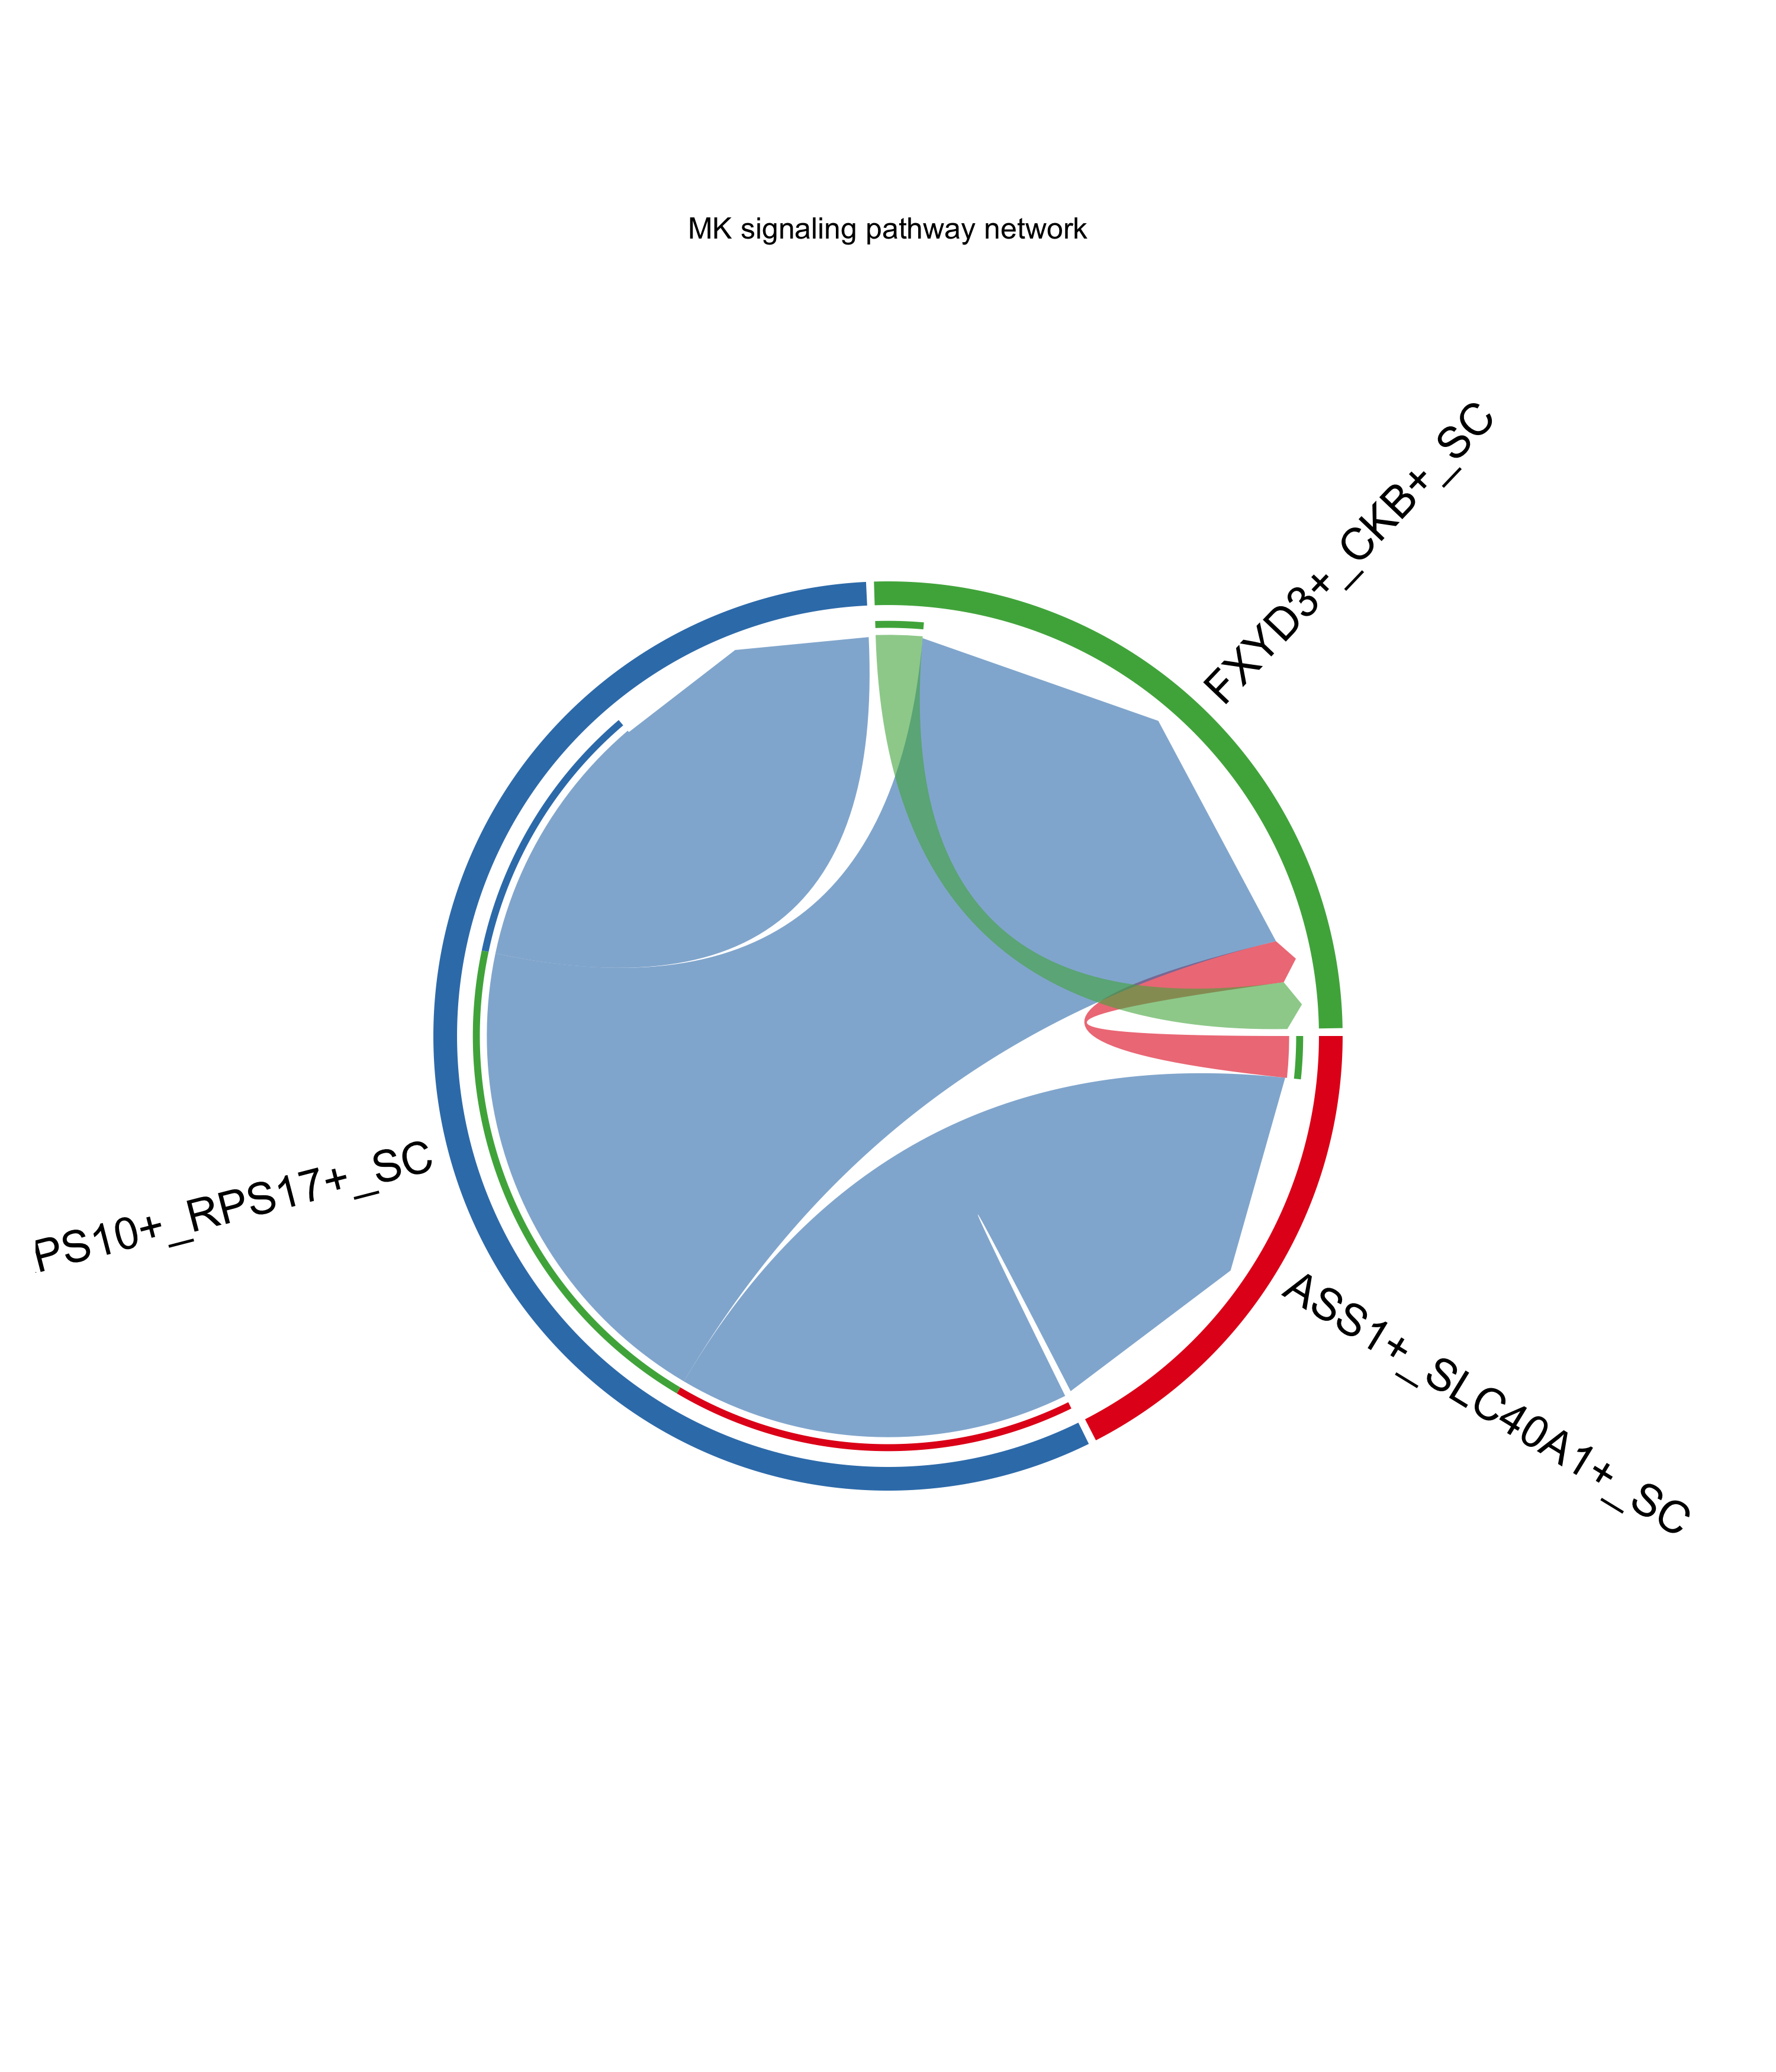 MK signaling pathway network
FXYD3+_CKB+_SC
PS10+_RPS17+_SC
ASS1+_SLC40A1+_SC